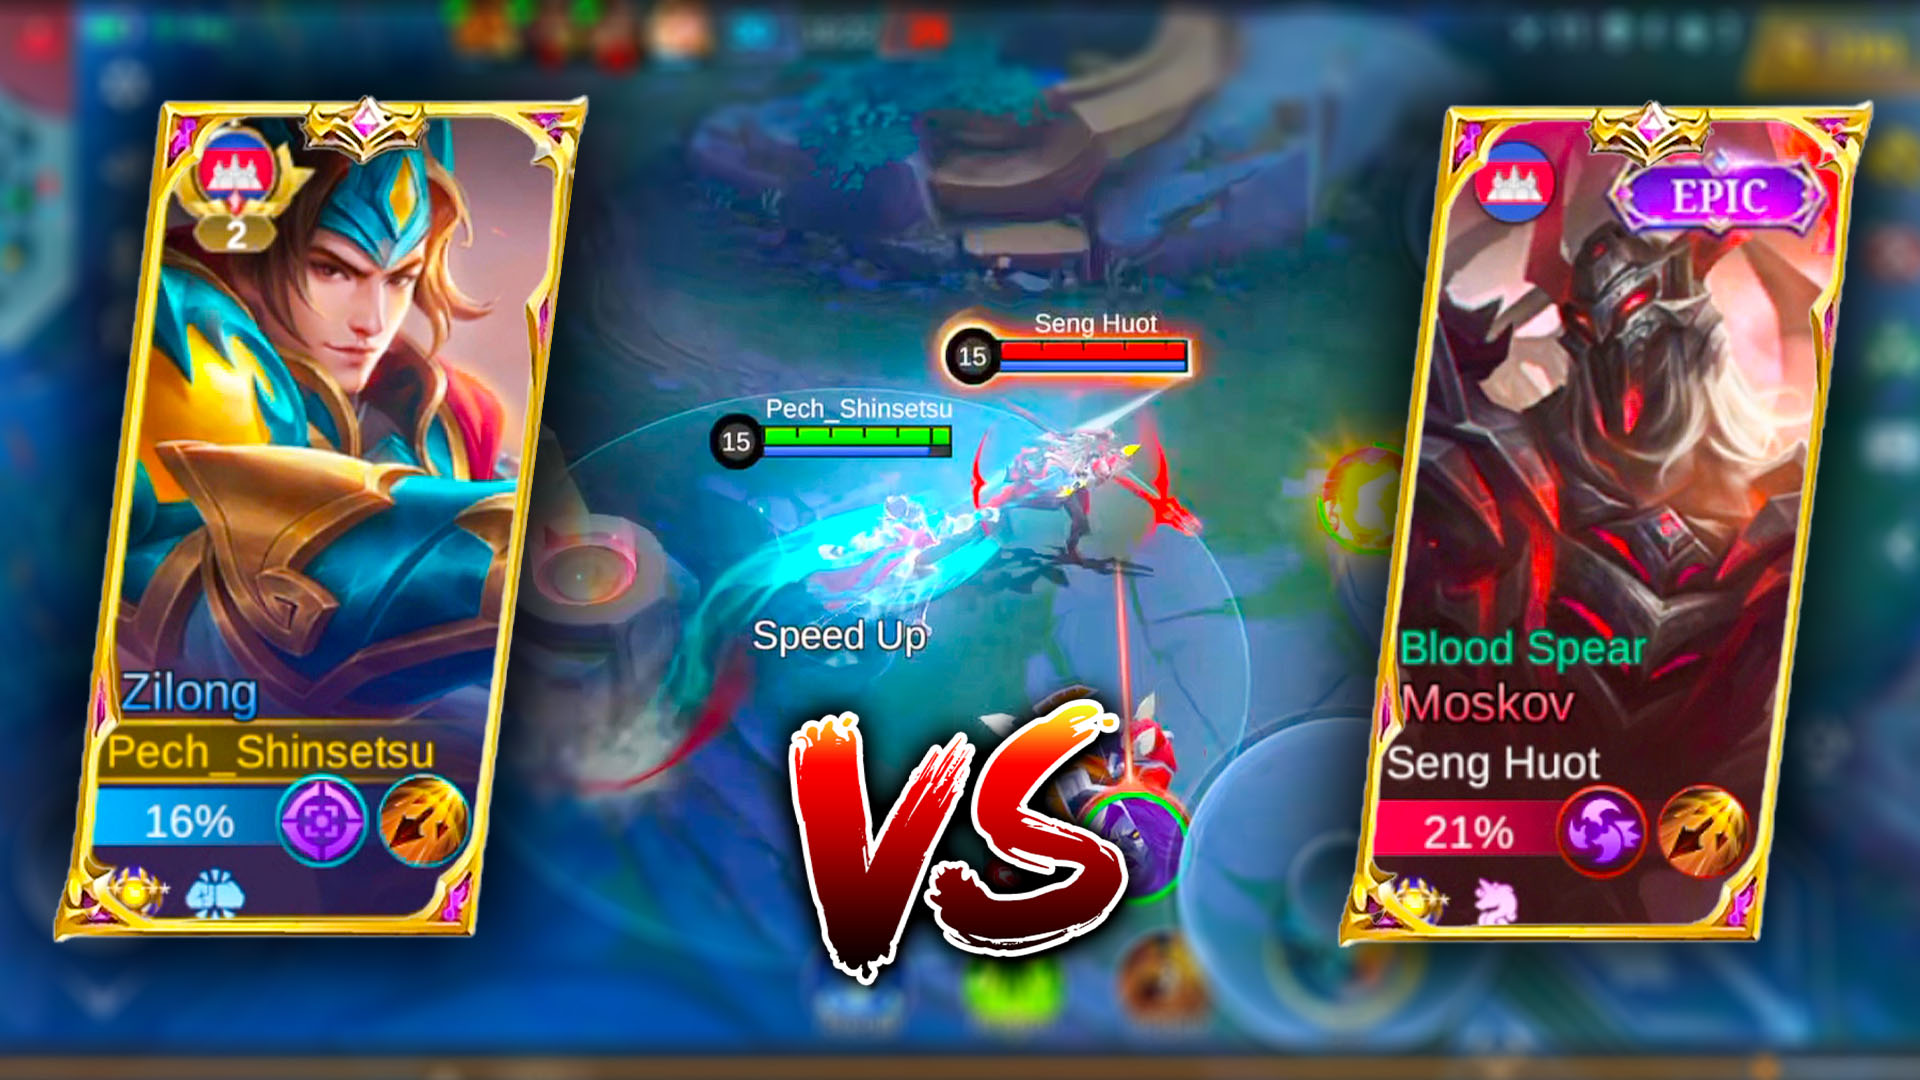 2
Zilong
Pech_Shinsetsu
16%
Seng Huot
15
Pech_Shinsetsu
15
Speed Up
VS
EPIC
Blood Spear
Moskov
Seng Huot
21%